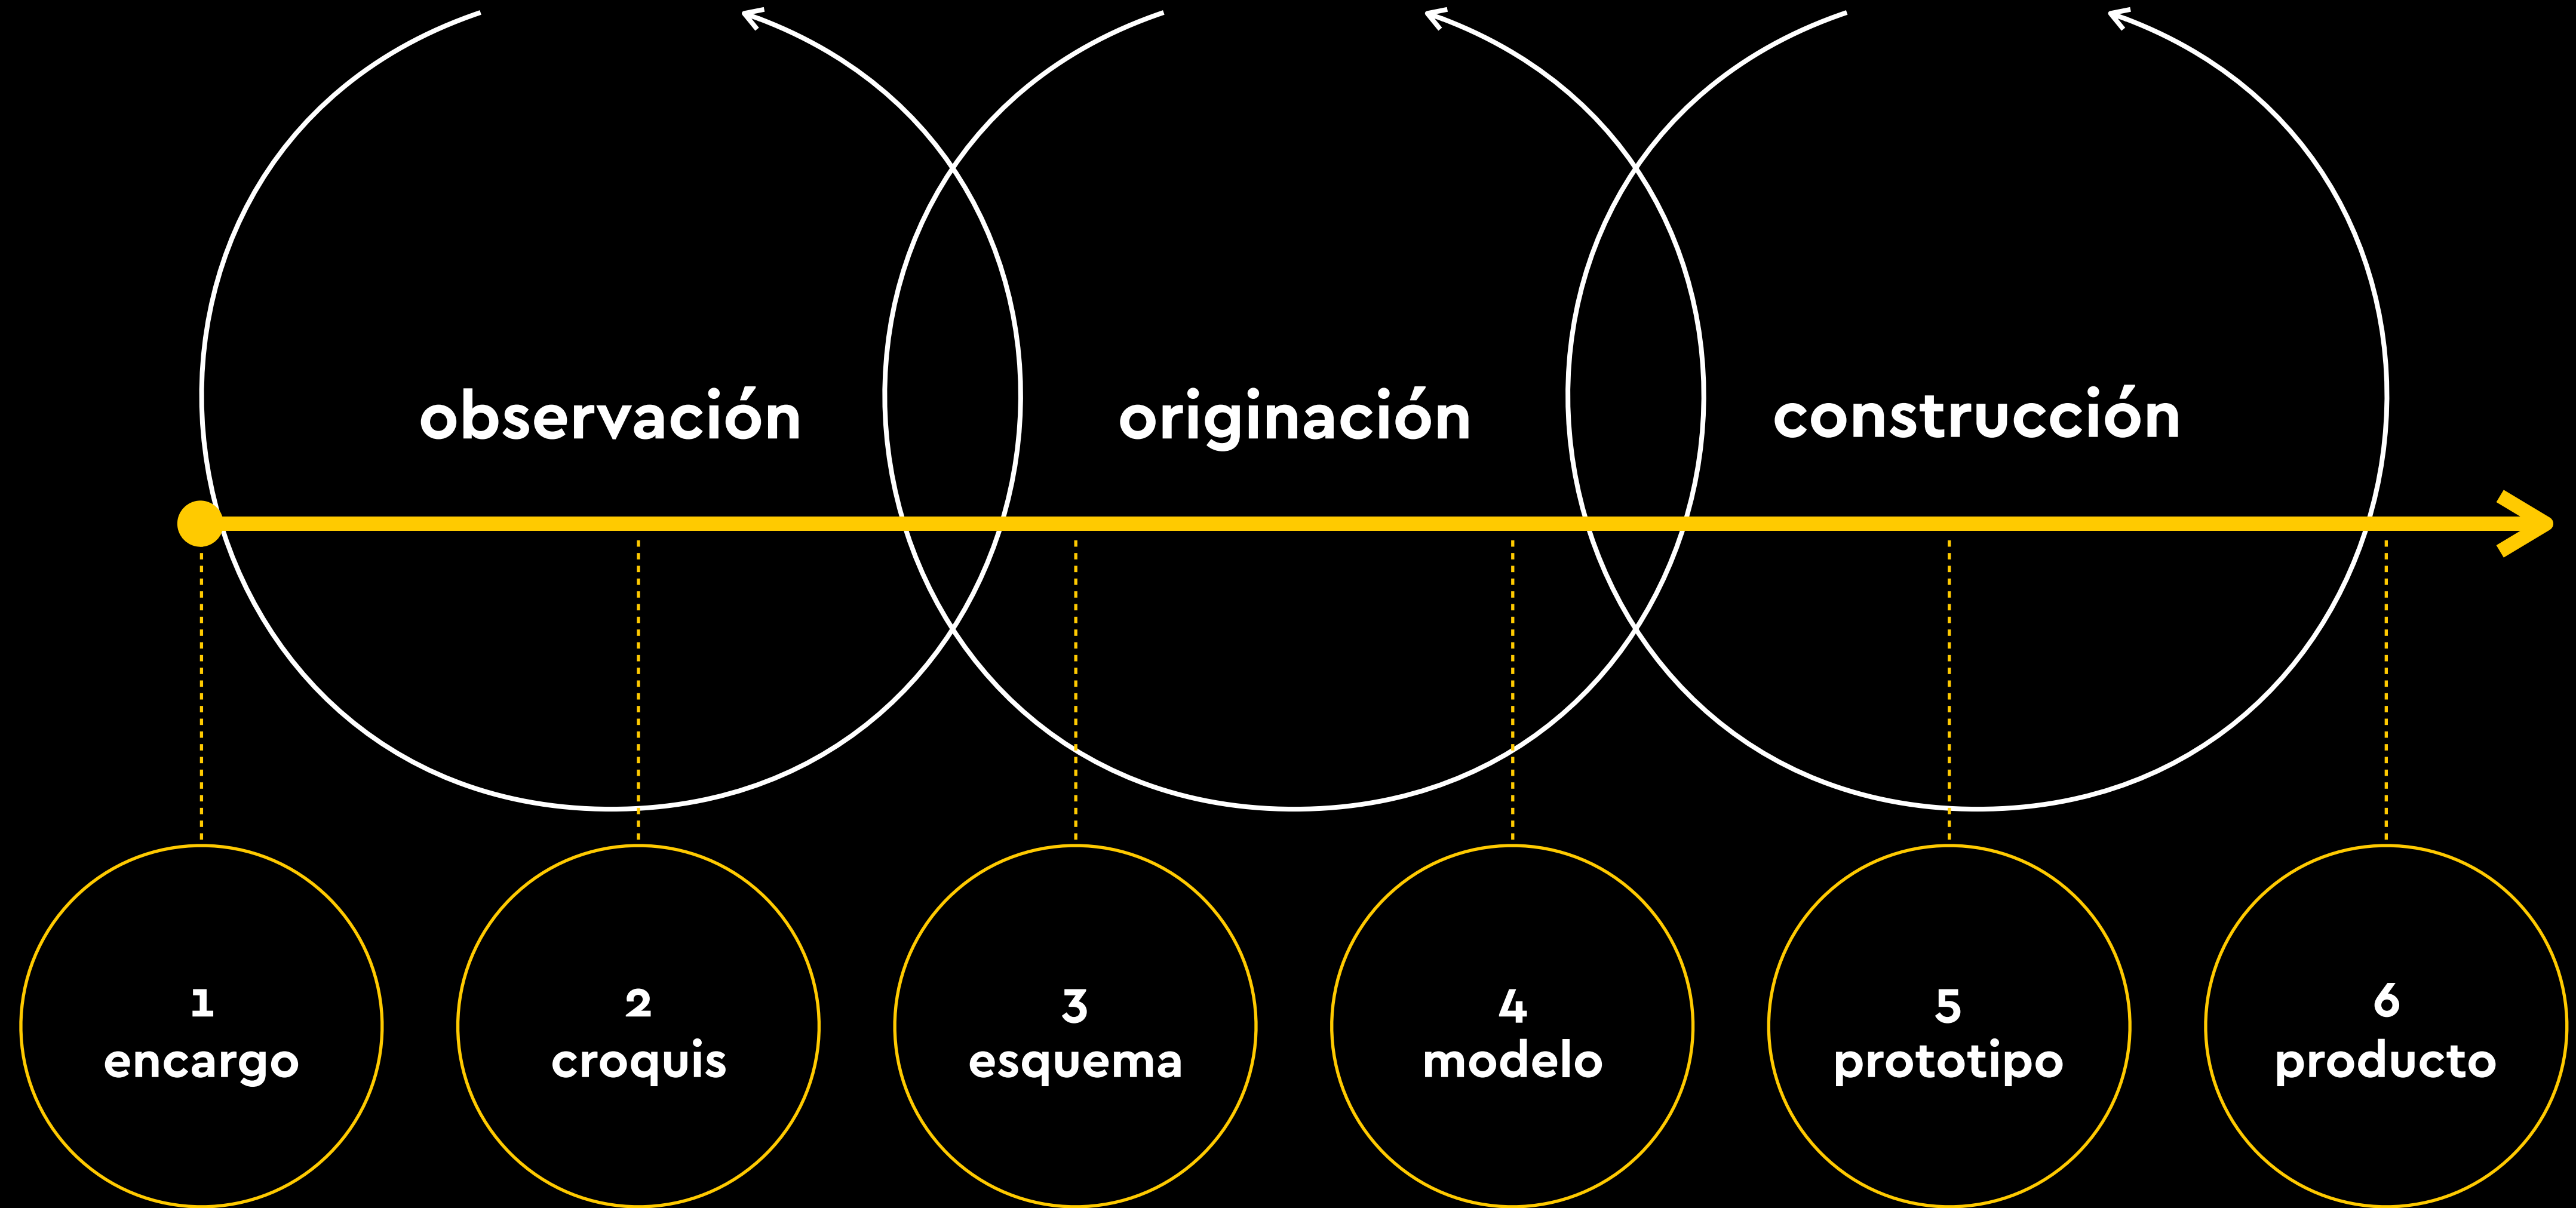 observación
originación
construcción
1
encargo
2
croquis
3
esquema
4
modelo
5
prototipo
6
producto